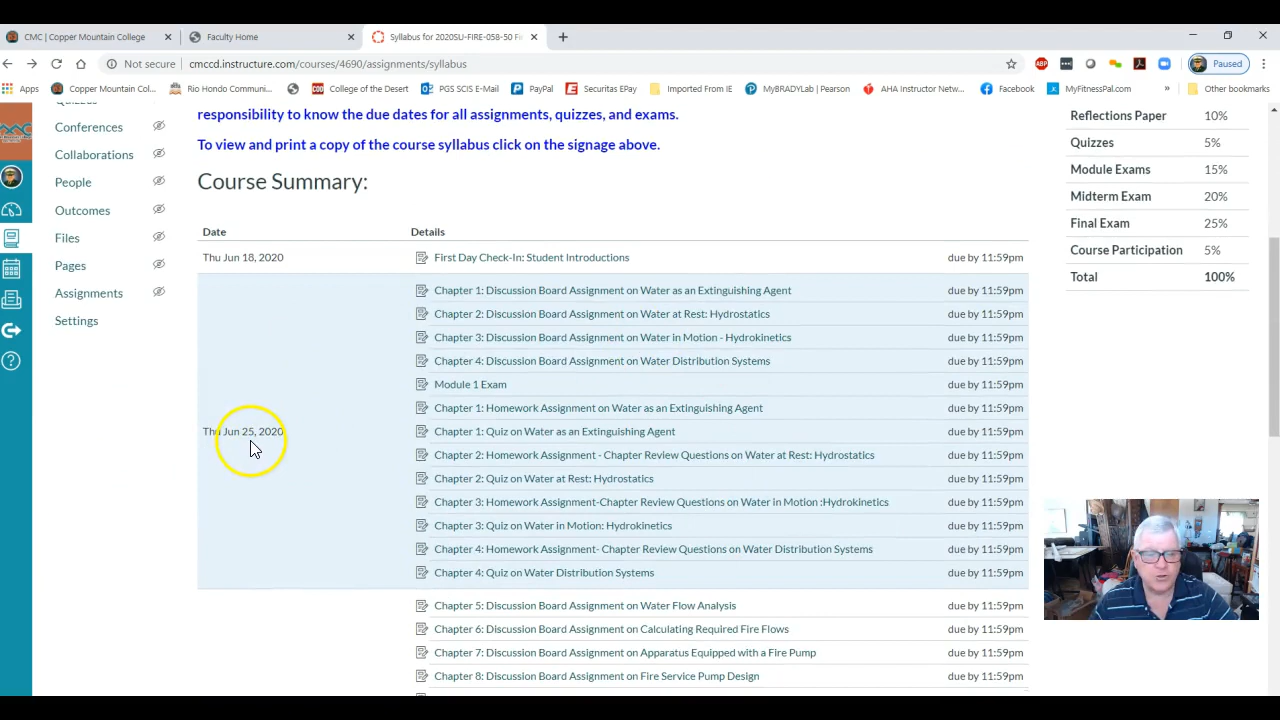 CMC | Copper Mountain College
Faculty Home
Syllabus for 2020SU-FIRE-058-50 Fi
Not secure
cmccd.instructure.com/courses/4690/assignments/syllabus
Paused
Apps
Copper Mountain Col...
Rio Hondo Communi...
College of the Desert
PGS SCIS E-Mail
PayPal
Securitas EPay
Imported From IE
MyBRADYLab | Pearson
AHA Instructor Netw...
Facebook
MyFitnessPal.com
»
Other bookmarks
Quizzes
Conferences
Collaborations
People
Outcomes
Files
Pages
Assignments
Settings
responsibility to know the due dates for all assignments, quizzes, and exams.
To view and print a copy of the course syllabus click on the signage above.
Course Summary:
Date Details
Thu Jun 18, 2020 First Day Check-In: Student Introductions due by 11:59pm
Chapter 1: Discussion Board Assignment on Water as an Extinguishing Agent due by 11:59pm
Chapter 2: Discussion Board Assignment on Water at Rest: Hydrostatics due by 11:59pm
Chapter 3: Discussion Board Assignment on Water in Motion - Hydrokinetics due by 11:59pm
Chapter 4: Discussion Board Assignment on Water Distribution Systems due by 11:59pm
Module 1 Exam due by 11:59pm
Chapter 1: Homework Assignment on Water as an Extinguishing Agent due by 11:59pm
Thu Jun 25, 2020 Chapter 1: Quiz on Water as an Extinguishing Agent due by 11:59pm
Chapter 2: Homework Assignment - Chapter Review Questions on Water at Rest: Hydrostatics due by 11:59pm
Chapter 2: Quiz on Water at Rest: Hydrostatics due by 11:59pm
Chapter 3: Homework Assignment-Chapter Review Questions on Water in Motion :Hydrokinetics due by 11:59pm
Chapter 3: Quiz on Water in Motion: Hydrokinetics due by 11:59pm
Chapter 4: Homework Assignment- Chapter Review Questions on Water Distribution Systems due by 11:59pm
Chapter 4: Quiz on Water Distribution Systems due by 11:59pm
Chapter 5: Discussion Board Assignment on Water Flow Analysis due by 11:59pm
Chapter 6: Discussion Board Assignment on Calculating Required Fire Flows due by 11:59pm
Chapter 7: Discussion Board Assignment on Apparatus Equipped with a Fire Pump due by 11:59pm
Chapter 8: Discussion Board Assignment on Fire Service Pump Design due by 11:59pm
Reflections Paper 10%
Quizzes 5%
Module Exams 15%
Midterm Exam 20%
Final Exam 25%
Course Participation 5%
Total 100%